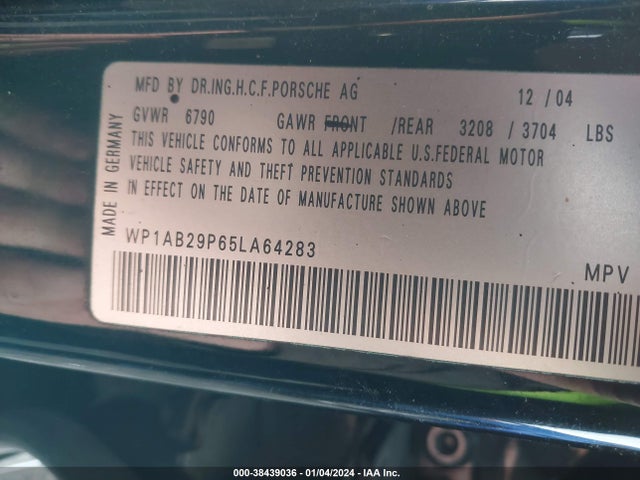 MFD BY DR.ING.H.C.F.PORSCHE AG 12 / 04
GVWR 6790 GAWR FRONT /REAR 3208 / 3704 LBS
THIS VEHICLE CONFORMS TO ALL APPLICABLE U.S.FEDERAL MOTOR
VEHICLE SAFETY AND THEFT PREVENTION STANDARDS
IN EFFECT ON THE DATE OF MANUFACTURE SHOWN ABOVE
MADE IN GERMANY
WP1AB29P65LA64283
MPV
000-38439036 - 01/04/2024 - IAA Inc.